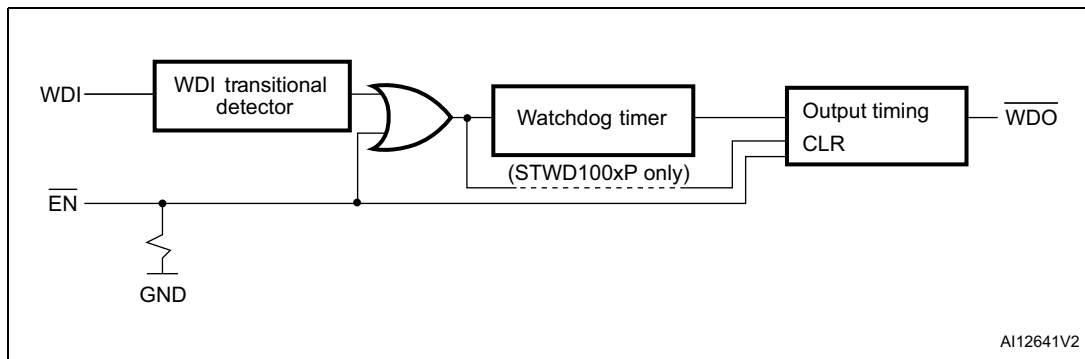 WDI
WDI transitional
detector
Watchdog timer
(STWD100xP only)
Output timing
CLR
WDO
EN
GND
AI12641V2